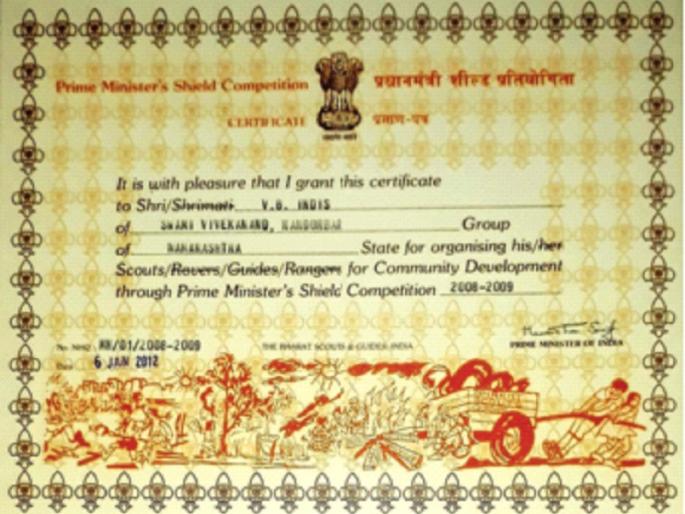 Prime Minister's Shield Competition
प्रधानमंत्री शील्ड प्रतियोगिता
CERTIFICATE
प्रमाण-पत्र
It is with pleasure that I grant this certificate
to Shri/Shrimati V.B. INDIS
of SWAMI VIVEKANAND, Group
of MAHARASHTRA State for organising his/her
Scouts/Rovers/Guides/Rangers for Community Development
through Prime Minister's Shield Competition 2008-2009
No. NHQ/ MH/01/2008-2009
THE BHARAT SCOUTS & GUIDES, INDIA
PRIME MINISTER OF INDIA
Date 6 JAN 2012